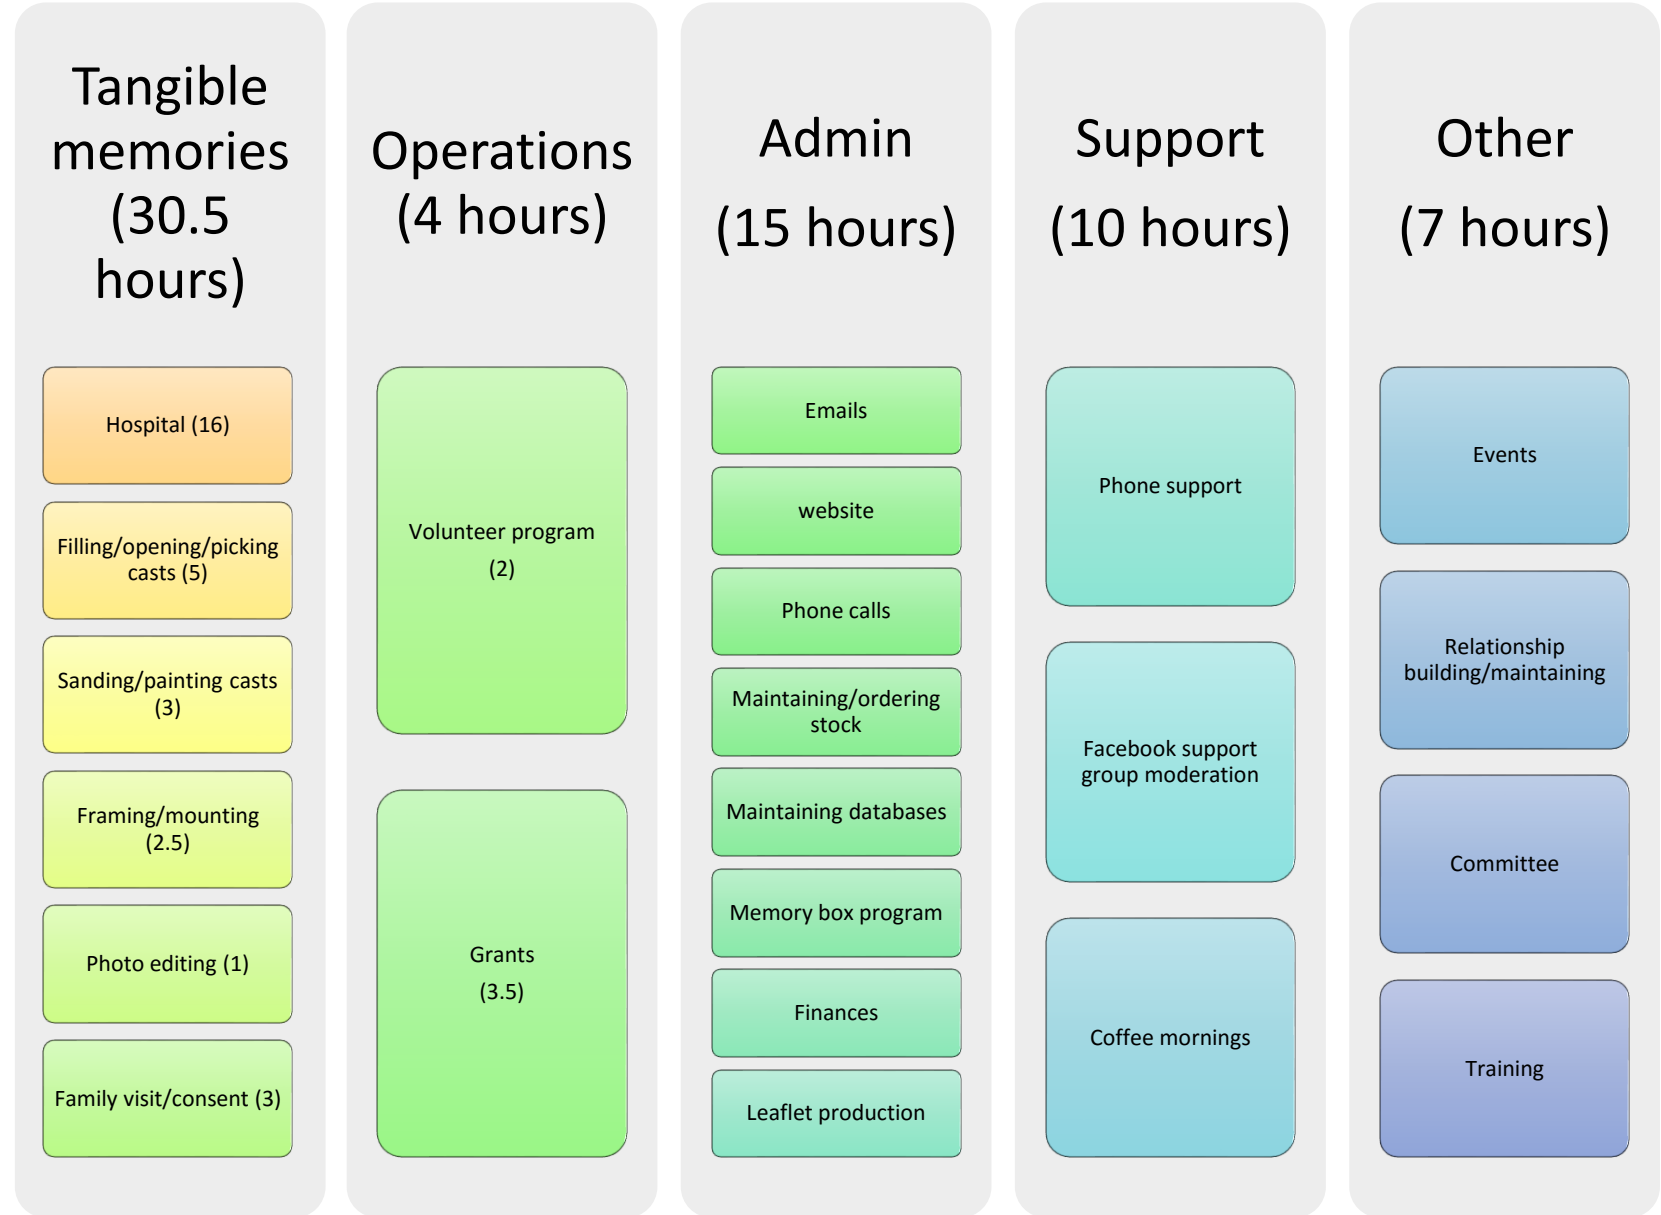 Tangible
memories
(30.5
hours)
Hospital (16)
Filling/opening/picking
casts (5)
Sanding/painting casts
(3)
Framing/mounting
(2.5)
Photo editing (1)
Family visit/consent (3)
Operations
(4 hours)
Volunteer program
(2)
Grants
(3.5)
Admin
(15 hours)
Emails
website
Phone calls
Maintaining/ordering
stock
Maintaining databases
Memory box program
Finances
Leaflet production
Support
(10 hours)
Phone support
Facebook support
group moderation
Coffee mornings
Other
(7 hours)
Events
Relationship
building/maintaining
Committee
Training